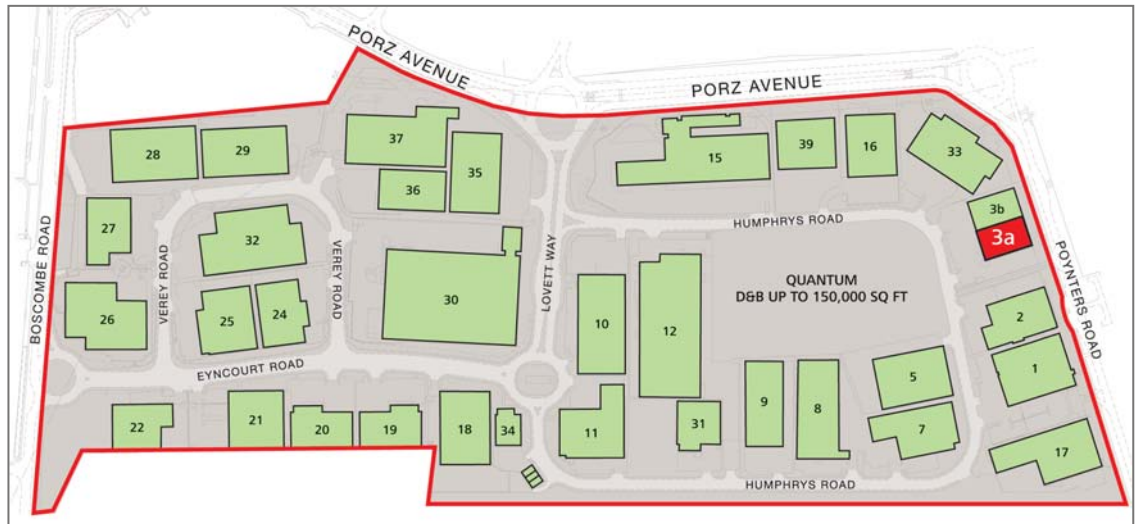 PORZ AVENUE
PORZ AVENUE
BOSCOMBE ROAD
28
29
37
36
35
15
39
16
33
3b
3a
27
32
VEREY ROAD
VEREY ROAD
30
LOVETT WAY
HUMPHRYS ROAD
QUANTUM
D&B UP TO 150,000 SQ FT
POYNTERS ROAD
26
25
24
10
12
2
1
EYNCOURT ROAD
5
22
21
20
19
18
34
11
31
9
8
7
17
HUMPHRYS ROAD